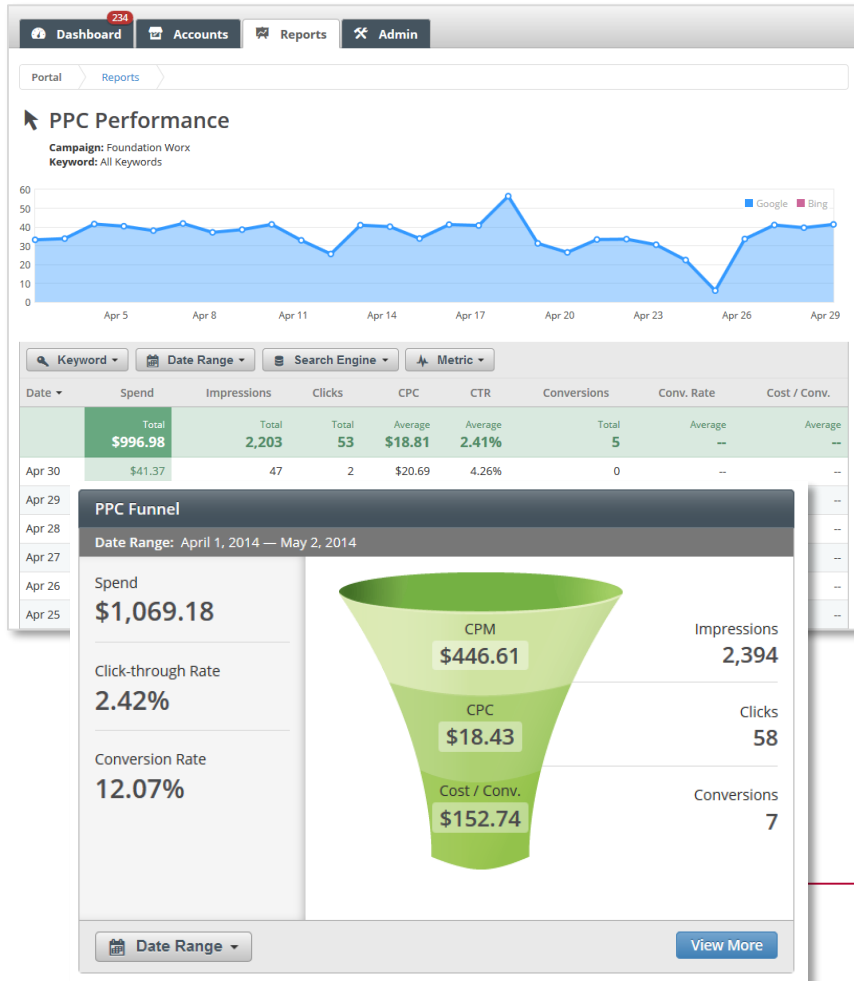 234
Dashboard Accounts Reports Admin
Portal Reports
PPC Performance
Campaign: Foundation Worx
Keyword: All Keywords
60
50
40
30
20
10
0
Google Bing
Apr 5 Apr 8 Apr 11 Apr 14 Apr 17 Apr 20 Apr 23 Apr 26 Apr 29
Keyword Date Range Search Engine Metric
Date Spend Impressions Clicks CPC CTR Conversions Conv. Rate Cost / Conv.
Total Total Total Average Average Total Average Average
$996.98 2,203 53 $18.81 2.41% 5 -- --
Apr 30 $41.37 47 2 $20.69 4.26% 0 -- --
Apr 29 --
Apr 28 --
Apr 27 --
Apr 26 --
Apr 25 --
PPC Funnel
Date Range: April 1, 2014 — May 2, 2014
Spend
$1,069.18
Click-through Rate
2.42%
Conversion Rate
12.07%
CPM
$446.61
CPC
$18.43
Cost / Conv.
$152.74
Impressions
2,394
Clicks
58
Conversions
7
Date Range
View More